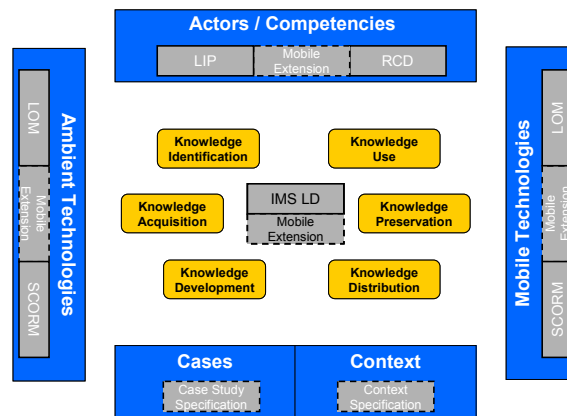 Actors / Competencies
LIP
Mobile
Extension
RCD
Ambient Technologies
LOM
Mobile
Extension
SCORM
Knowledge
Identification
Knowledge
Use
Knowledge
Acquisition
IMS LD
Mobile
Extension
Knowledge
Preservation
Knowledge
Development
Knowledge
Distribution
Mobile Technologies
LOM
Mobile
Extension
SCORM
Cases
Case Study
Specification
Context
Context
Specification